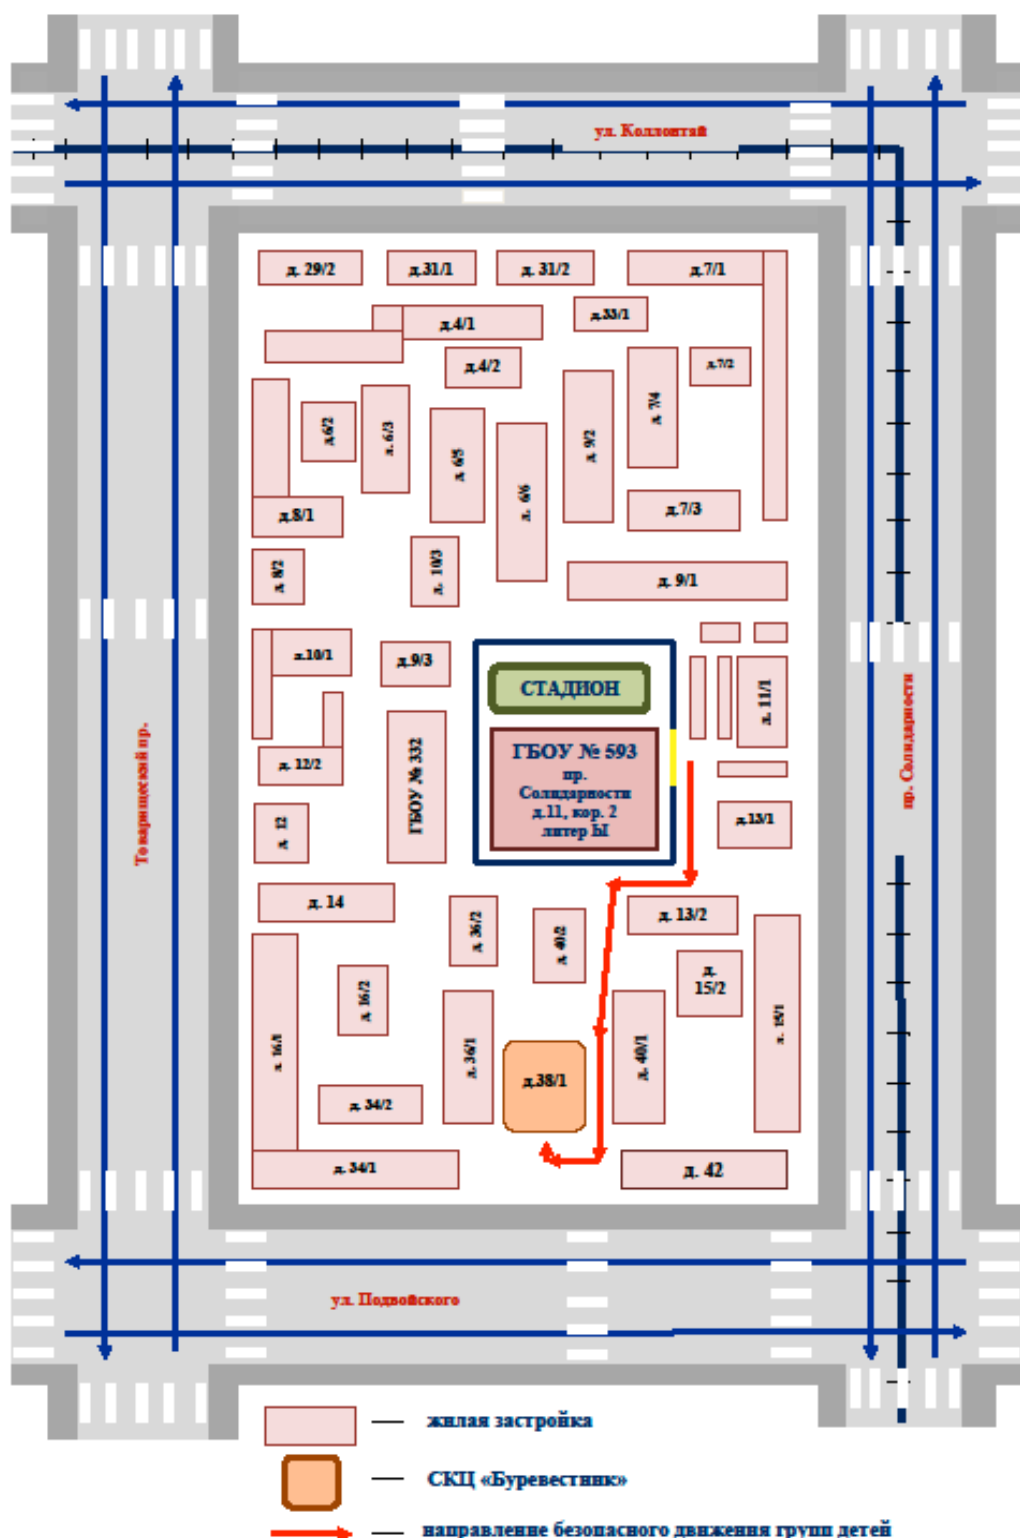 ул. Коллонтай
д. 29/2
д.31/1
д. 31/2
д.7/1
д.33/1
д.4/1
д.4/2
д.7/2
д.6/2
д. 6/3
д. 6/5
д. 6/6
д. 9/2
д. 7/4
д.7/3
д.8/1
д. 8/2
д. 10/3
д. 9/1
д.10/1
д.9/3
СТАДИОН
д. 11/1
пр. Солидарности
Товарищеский пр.
д. 12/2
ГБОУ № 332
ГБОУ № 593
пр.
Солидарности
д.11, кор. 2
литер Ы
д. 12
д.13/1
д. 14
д. 36/2
д. 40/2
д. 13/2
д. 16/2
д.
15/2
д. 15/1
д. 16/1
д. 36/1
д.38/1
д. 40/1
д. 34/2
д. 34/1
д. 42
ул. Подвойского
жилая застройка
СКЦ «Буревестник»
направление безопасного движения групп детей